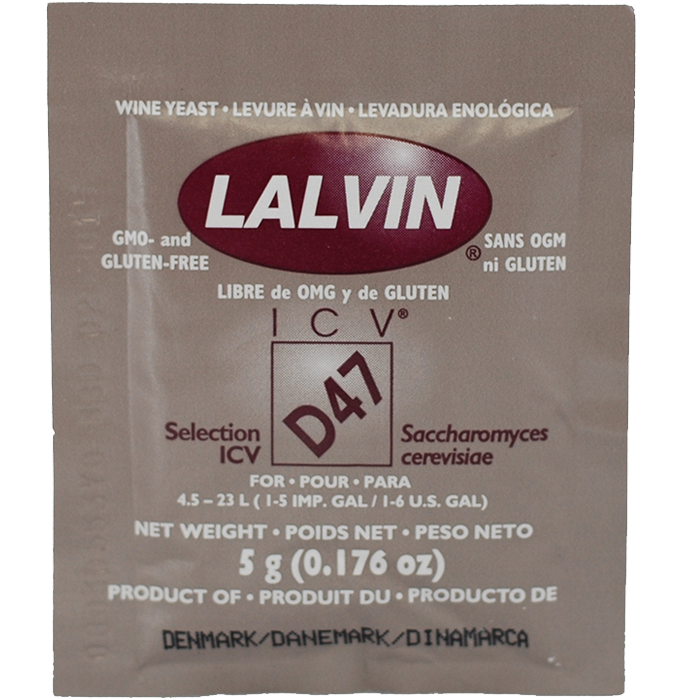 WINE YEAST • LEVURE À VIN • LEVADURA ENOLÓGICA
LALVIN®
GMO- and
GLUTEN-FREE
SANS OGM
ni GLUTEN
LIBRE de OMG y de GLUTEN
ICV®
D47
Selection
ICV
Saccharomyces
cerevisiae
FOR • POUR • PARA
4.5 – 23 L ( 1-5 IMP. GAL / 1-6 U.S. GAL)
NET WEIGHT • POIDS NET • PESO NETO
5 g (0.176 oz)
PRODUCT OF • PRODUIT DU • PRODUCTO DE
DENMARK/DANEMARK/DINAMARCA